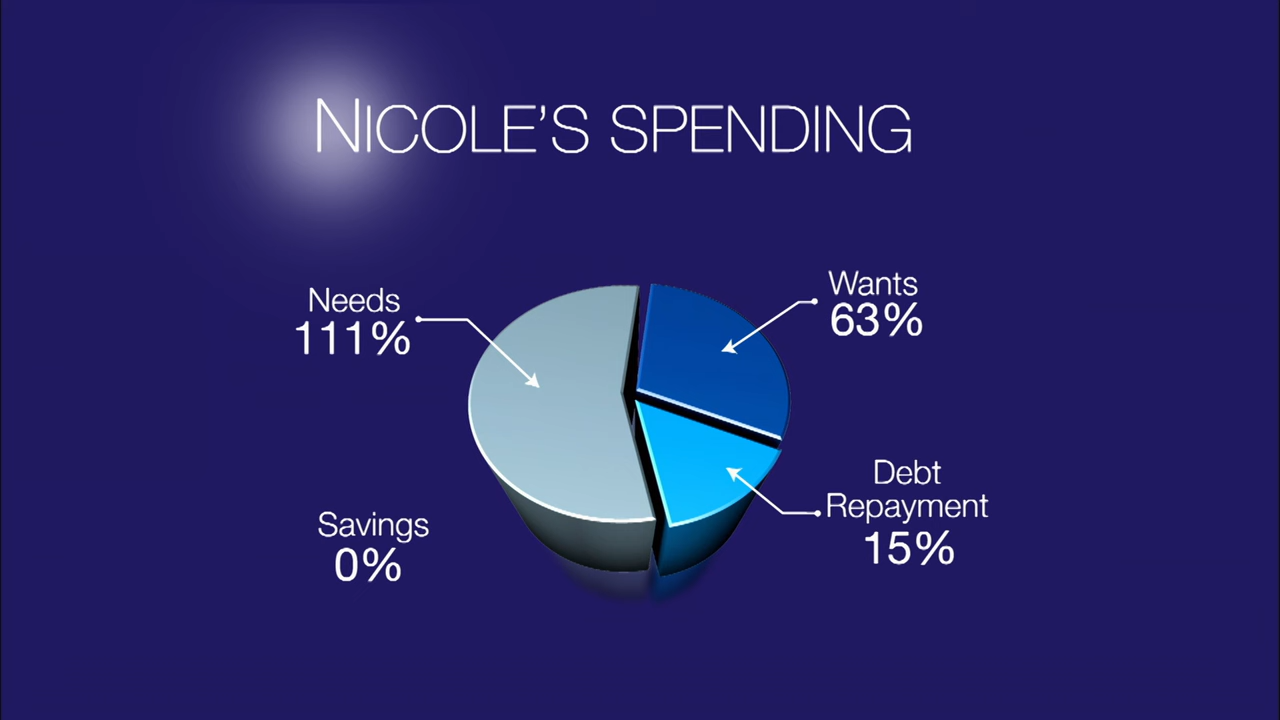 NICOLE'S SPENDING
Needs
111%
Wants
63%
Debt
Repayment
15%
Savings
0%